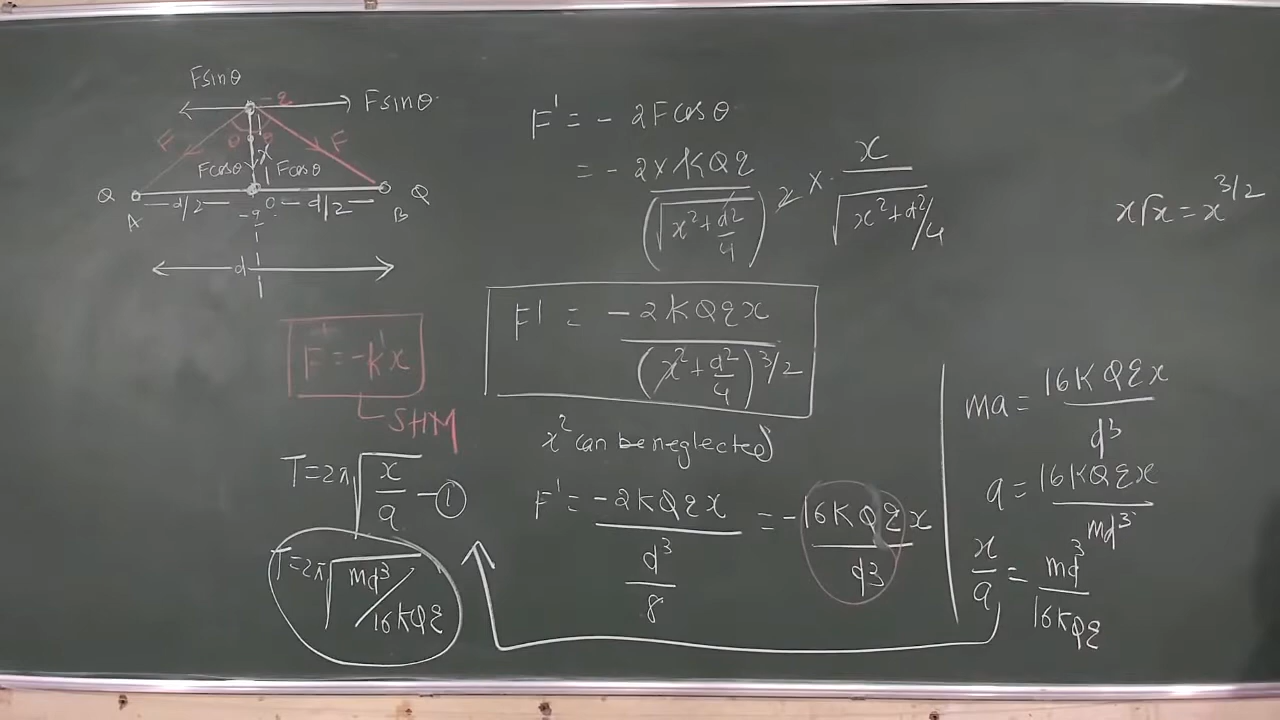 Fsinθ
-q
Fsinθ
F
θ
θ
F
x
Fcosθ
Fcosθ
Q
d/2
O
d/2
Q
A
-q
B
d
F' = - 2Fcosθ
= - 2 x KQq / (√x² + d²/4)² x x / √x² + d²/4
x√x = x^3/2
F' = -2KQqx / (x² + d²/4)^3/2
F' = -k'x
SHM
x² can be neglected)
F' = -2KQqx / d³/8 = -16KQq/d3 x
T = 2π √x/a - ①
T = 2π √md³/16KQq
ma = 16KQqx / d3
a = 16KQqx / md³
x/a = md³ / 16KQq